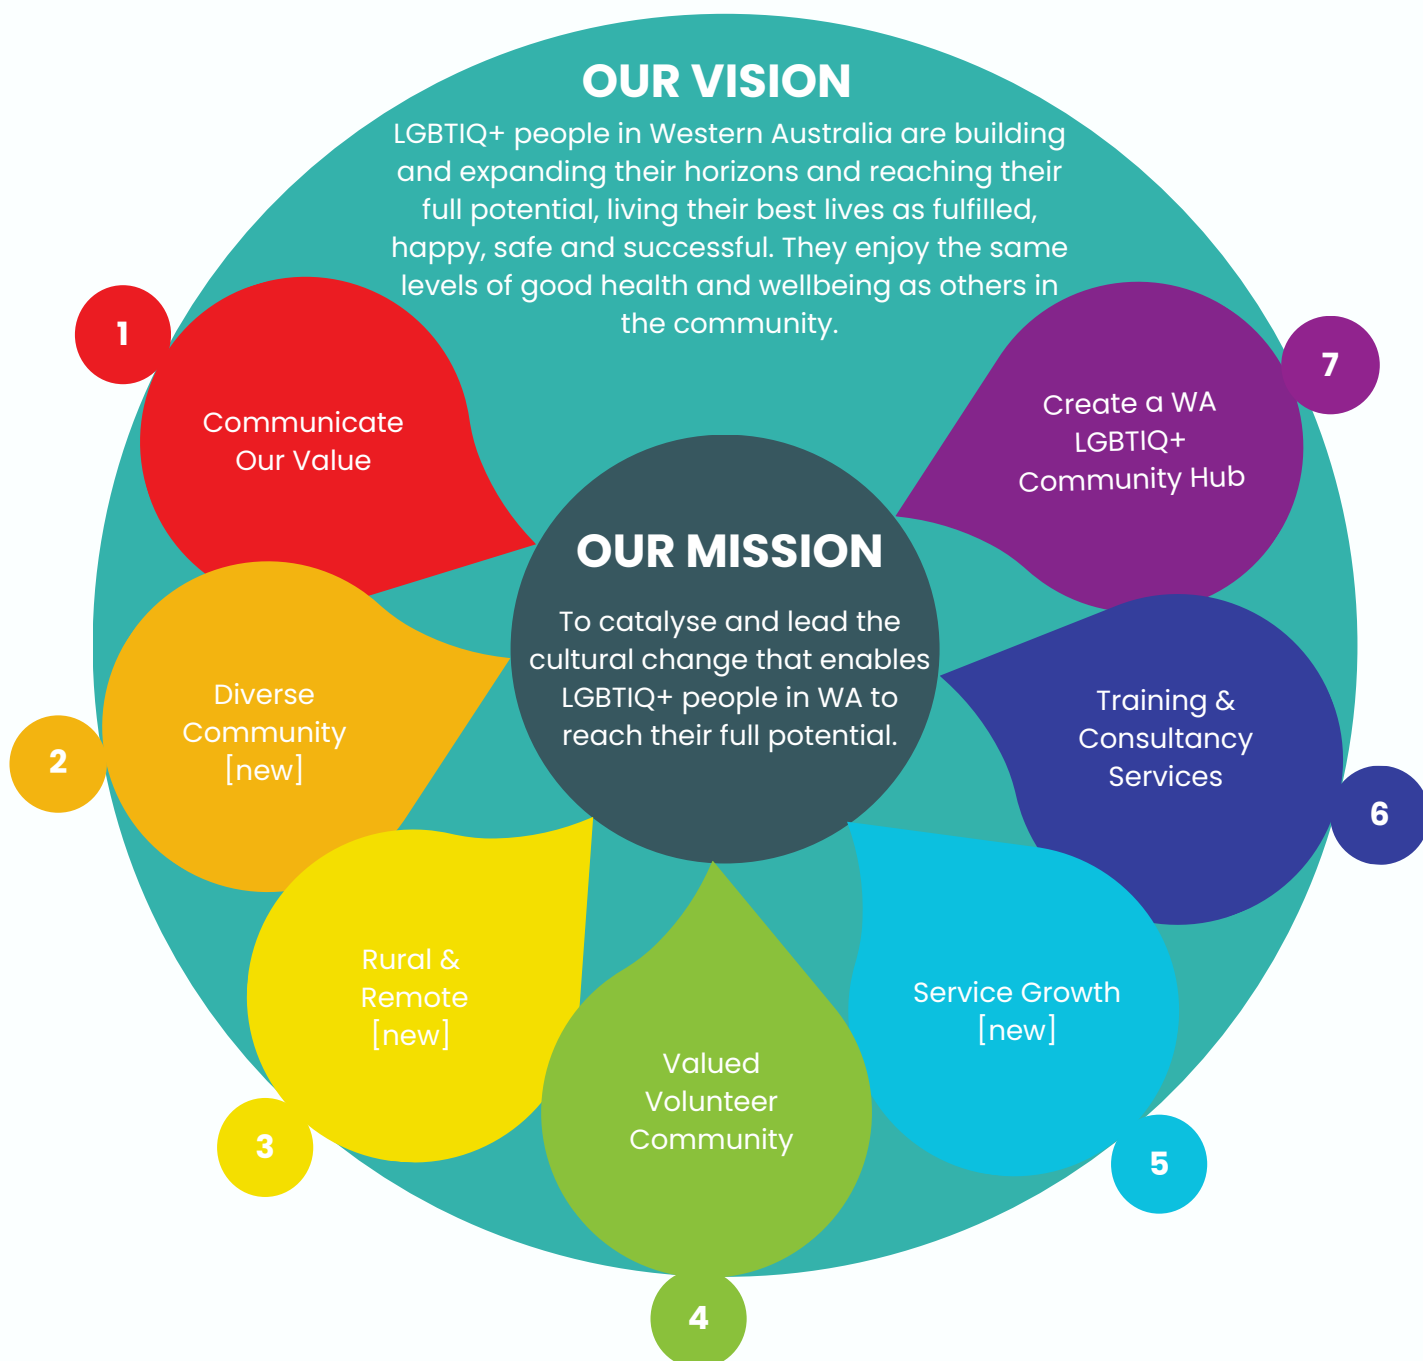 OUR VISION
LGBTIQ+ people in Western Australia are building
and expanding their horizons and reaching their
full potential, living their best lives as fulfilled,
happy, safe and successful. They enjoy the same
levels of good health and wellbeing as others in
the community.
OUR MISSION
To catalyse and lead the
cultural change that enables
LGBTIQ+ people in WA to
reach their full potential.
1
Communicate
Our Value
2
Diverse
Community
[new]
3
Rural &
Remote
[new]
4
Valued
Volunteer
Community
5
Service Growth
[new]
6
Training &
Consultancy
Services
7
Create a WA
LGBTIQ+
Community Hub